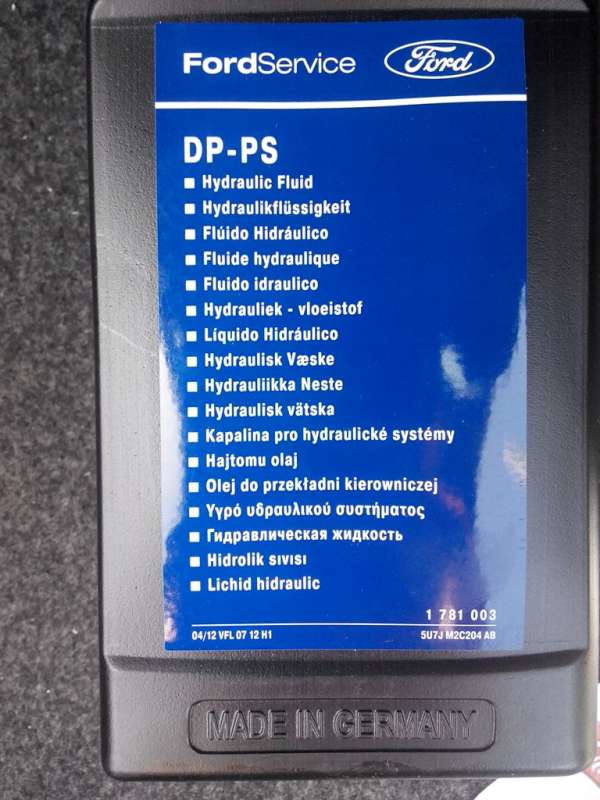 FordService Ford
DP-PS
■ Hydraulic Fluid
■ Hydraulikflüssigkeit
■ Flúido Hidráulico
■ Fluide hydraulique
■ Fluido idraulico
■ Hydrauliek - vloeistof
■ Líquido Hidráulico
■ Hydraulisk Væske
■ Hydrauliikka Neste
■ Hydraulisk vätska
■ Kapalina pro hydraulické systémy
■ Hajtomu olaj
■ Olej do przekładni kierowniczej
■ Υγρό υδραυλικού συστήματος
■ Гидравлическая жидкость
■ Hidrolik sıvısı
■ Lichid hidraulic
1 781 003
04/12 VFL 07 12 H1 5U7J M2C204 AB
MADE IN GERMANY